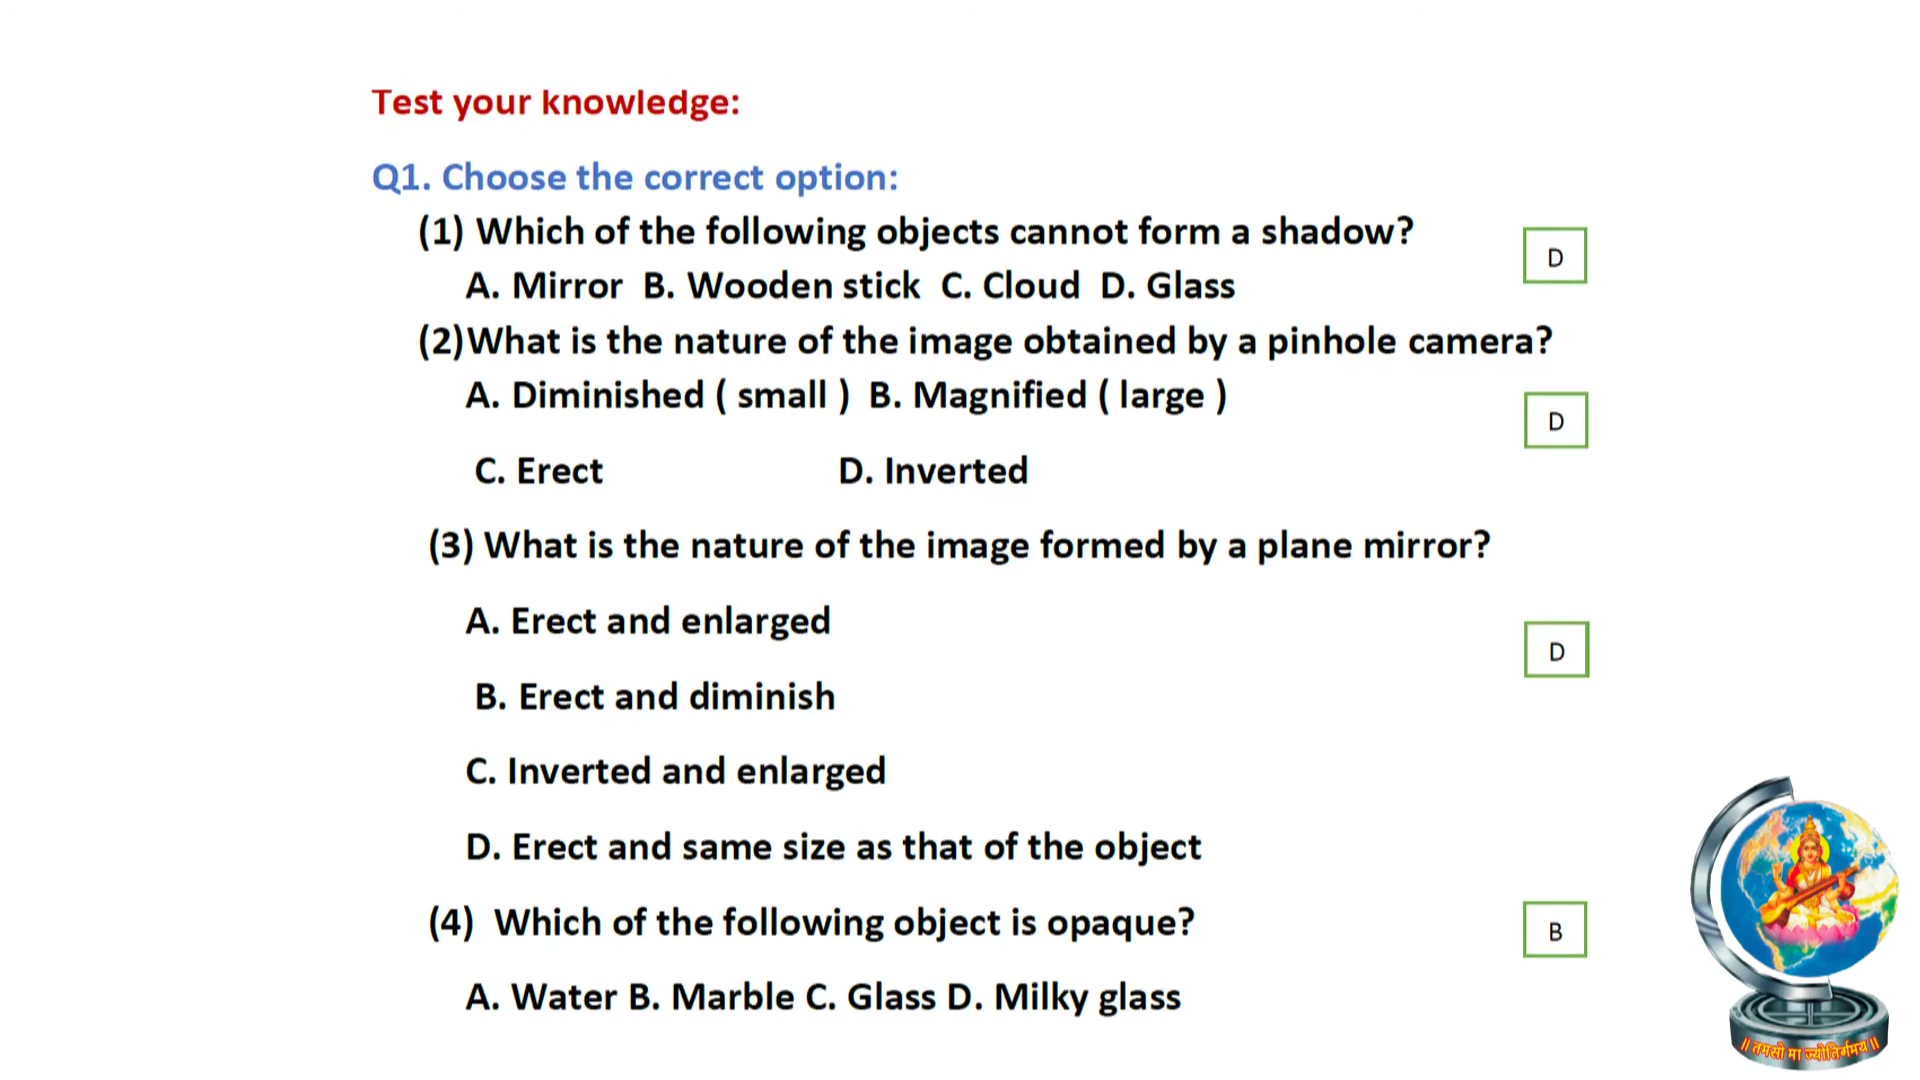 Test your knowledge:
Q1. Choose the correct option:
(1) Which of the following objects cannot form a shadow?
D
A. Mirror B. Wooden stick C. Cloud D. Glass
(2)What is the nature of the image obtained by a pinhole camera?
A. Diminished ( small ) B. Magnified ( large )
D
C. Erect D. Inverted
(3) What is the nature of the image formed by a plane mirror?
A. Erect and enlarged
D
B. Erect and diminish
C. Inverted and enlarged
D. Erect and same size as that of the object
(4) Which of the following object is opaque?
B
A. Water B. Marble C. Glass D. Milky glass
॥ तमसो मा ज्योतिर्गमय ॥